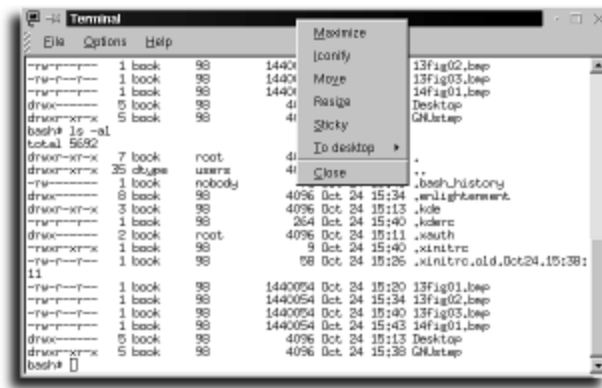 Terminal
File Options Help
-rw-r--r-- 1 book 98 1440 13fig02.bmp
-rw-r--r-- 1 book 98 1440 13fig03.bmp
-rw-r--r-- 1 book 98 1440 14fig01.bmp
drwx------ 5 book 98 4 Desktop
drwxr-xr-x 5 book 98 4 GNUstep
bash# ls -al
total 5692
drwxr-xr-x 7 book root 4 .
drwxr-xr-x 35 dtype users 4 ..
-rw------- 1 book nobody .bash_history
drwx------ 8 book 98 4096 Oct 24 15:34 .enlightenment
drwxr-xr-x 3 book 98 4096 Oct 24 15:13 .kde
-rw-r--r-- 1 book 98 264 Oct 24 15:40 .kderc
drwx------ 2 book root 4096 Oct 24 15:11 .xauth
-rwxr-xr-x 1 book 98 9 Oct 24 15:40 .xinitrc
-rw-r--r-- 1 book 98 58 Oct 24 15:26 .xinitrc.old.Oct24.15:38:
11
-rw-r--r-- 1 book 98 1440054 Oct 24 15:20 13fig01.bmp
-rw-r--r-- 1 book 98 1440054 Oct 24 15:34 13fig02.bmp
-rw-r--r-- 1 book 98 1440054 Oct 24 15:40 13fig03.bmp
-rw-r--r-- 1 book 98 1440054 Oct 24 15:43 14fig01.bmp
drwx------ 5 book 98 4096 Oct 24 15:13 Desktop
drwxr-xr-x 5 book 98 4096 Oct 24 15:38 GNUstep
bash#
Maximize
Iconify
Move
Resize
Sticky
To desktop
Close